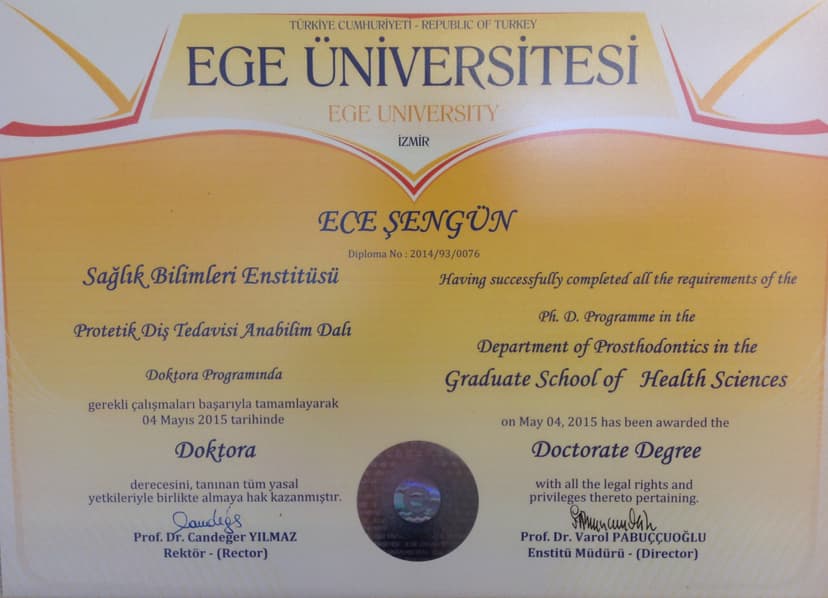 TÜRKİYE CUMHURİYETİ - REPUBLIC OF TURKEY
EGE ÜNİVERSİTESİ
EGE UNIVERSITY
İZMİR
ECE ŞENGÜN
Diploma No : 2014/93/0076
Sağlık Bilimleri Enstitüsü
Protetik Diş Tedavisi Anabilim Dalı
Doktora Programında
gerekli çalışmaları başarıyla tamamlayarak
04 Mayıs 2015 tarihinde
Doktora
derecesini, tanınan tüm yasal
yetkileriyle birlikte almaya hak kazanmıştır.
Prof. Dr. Candeğer YILMAZ
Rektör - (Rector)
Having successfully completed all the requirements of the
Ph. D. Programme in the
Department of Prosthodontics in the
Graduate School of Health Sciences
on May 04, 2015 has been awarded the
Doctorate Degree
with all the legal rights and
privileges thereto pertaining.
Prof. Dr. Varol PABUÇÇUOĞLU
Enstitü Müdürü - (Director)